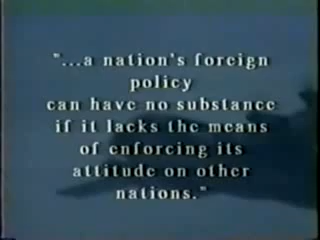 "...a nation's foreign
policy
can have no substance
if it lacks the means
of enforcing its
attitude on other
nations."